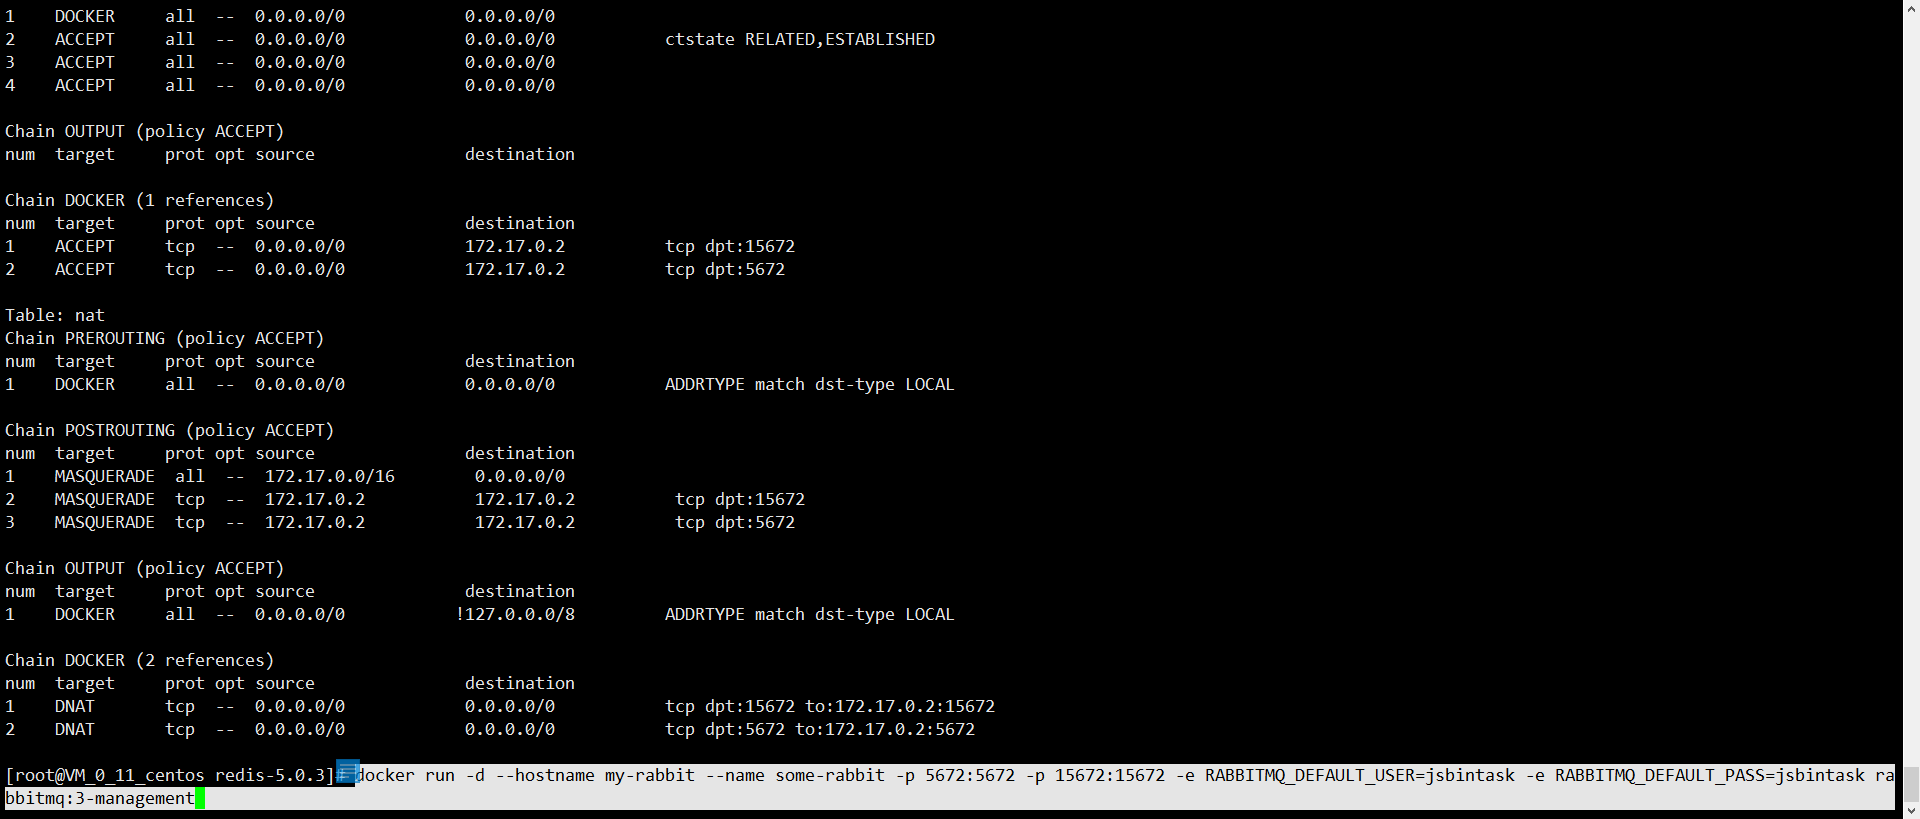 1    DOCKER     all  --  0.0.0.0/0            0.0.0.0/0
2    ACCEPT     all  --  0.0.0.0/0            0.0.0.0/0           ctstate RELATED,ESTABLISHED
3    ACCEPT     all  --  0.0.0.0/0            0.0.0.0/0
4    ACCEPT     all  --  0.0.0.0/0            0.0.0.0/0
Chain OUTPUT (policy ACCEPT)
num  target     prot opt source               destination
Chain DOCKER (1 references)
num  target     prot opt source               destination
1    ACCEPT     tcp  --  0.0.0.0/0            172.17.0.2          tcp dpt:15672
2    ACCEPT     tcp  --  0.0.0.0/0            172.17.0.2          tcp dpt:5672
Table: nat
Chain PREROUTING (policy ACCEPT)
num  target     prot opt source               destination
1    DOCKER     all  --  0.0.0.0/0            0.0.0.0/0           ADDRTYPE match dst-type LOCAL
Chain POSTROUTING (policy ACCEPT)
num  target     prot opt source               destination
1    MASQUERADE  all  --  172.17.0.0/16        0.0.0.0/0
2    MASQUERADE  tcp  --  172.17.0.2           172.17.0.2          tcp dpt:15672
3    MASQUERADE  tcp  --  172.17.0.2           172.17.0.2          tcp dpt:5672
Chain OUTPUT (policy ACCEPT)
num  target     prot opt source               destination
1    DOCKER     all  --  0.0.0.0/0           !127.0.0.0/8         ADDRTYPE match dst-type LOCAL
Chain DOCKER (2 references)
num  target     prot opt source               destination
1    DNAT       tcp  --  0.0.0.0/0            0.0.0.0/0           tcp dpt:15672 to:172.17.0.2:15672
2    DNAT       tcp  --  0.0.0.0/0            0.0.0.0/0           tcp dpt:5672 to:172.17.0.2:5672
[root@VM_0_11_centos redis-5.0.3]# docker run -d --hostname my-rabbit --name some-rabbit -p 5672:5672 -p 15672:15672 -e RABBITMQ_DEFAULT_USER=jsbintask -e RABBITMQ_DEFAULT_PASS=jsbintask ra
bbitmq:3-management